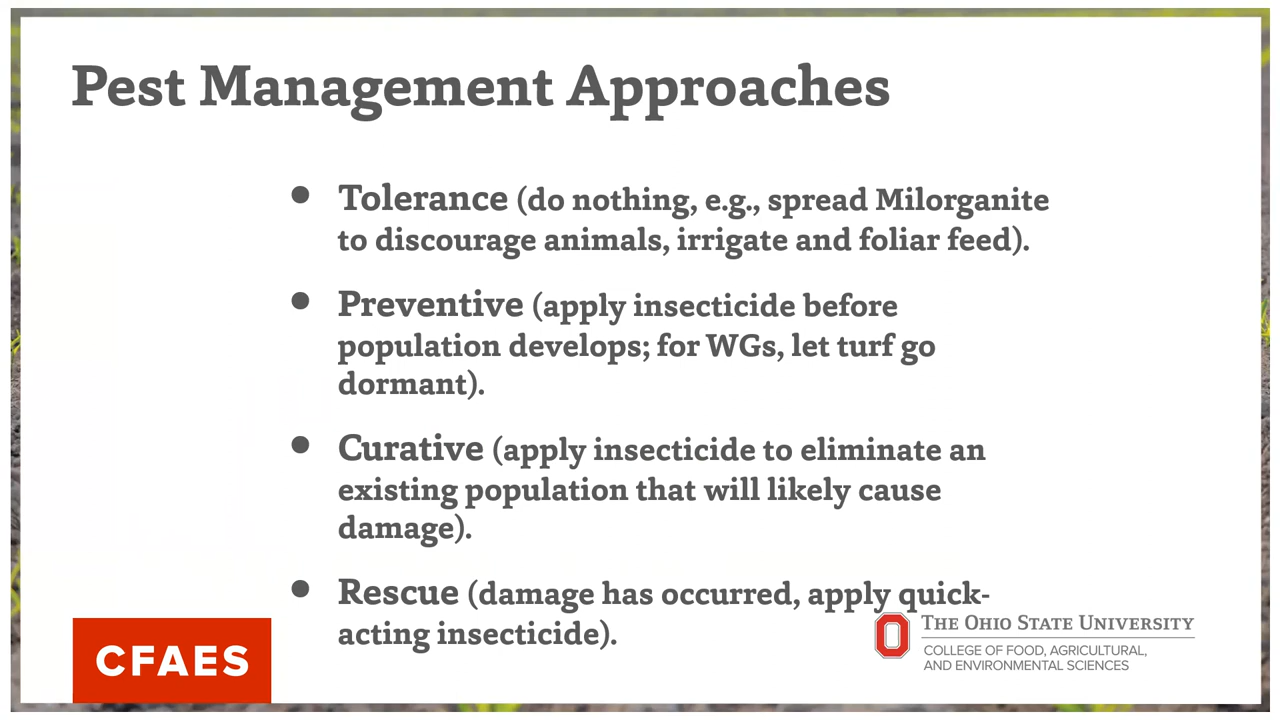 Pest Management Approaches
● Tolerance (do nothing, e.g., spread Milorganite
to discourage animals, irrigate and foliar feed).
● Preventive (apply insecticide before
population develops; for WGs, let turf go
dormant).
● Curative (apply insecticide to eliminate an
existing population that will likely cause
damage).
● Rescue (damage has occurred, apply quick-
acting insecticide).
CFAES
THE OHIO STATE UNIVERSITY
COLLEGE OF FOOD, AGRICULTURAL,
AND ENVIRONMENTAL SCIENCES